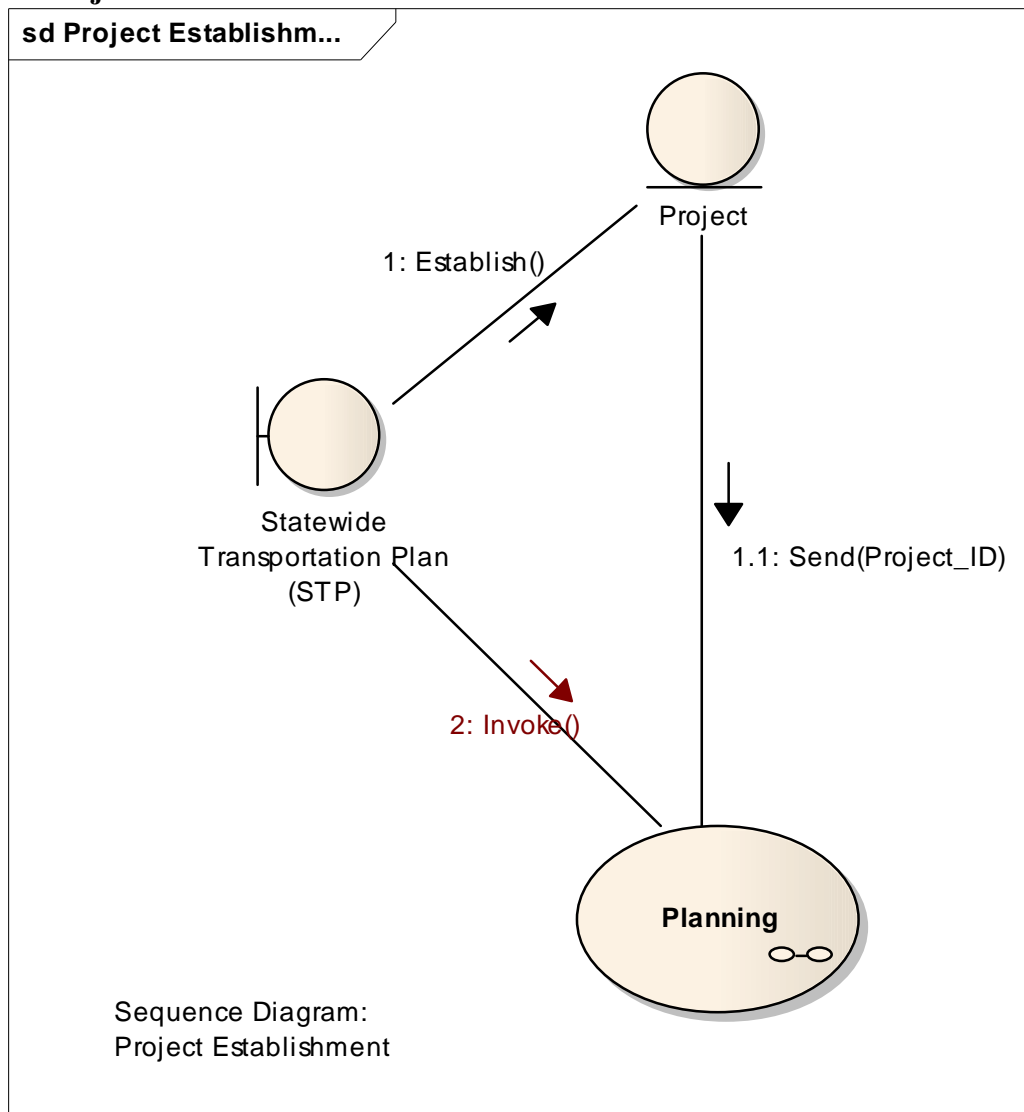 sd Project Establishm...
Project
1: Establish()
Statewide
Transportation Plan
(STP)
1.1: Send(Project_ID)
2: Invoke()
Planning
Sequence Diagram:
Project Establishment